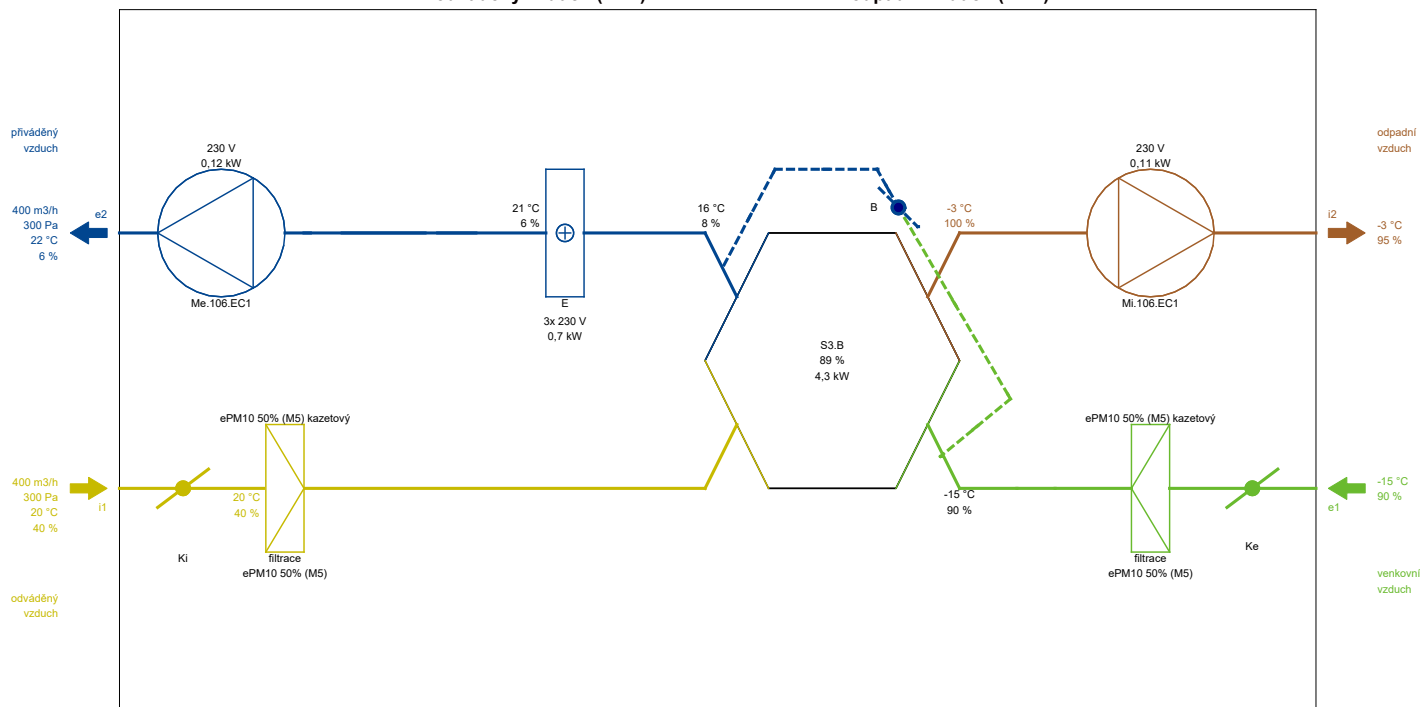 přiváděný
vzduch
400 m3/h
300 Pa
22 °C
6 %
e2
230 V
0,12 kW
Me.106.EC1
21 °C
6 %
E
3x 230 V
0,7 kW
16 °C
8 %
B
-3 °C
100 %
230 V
0,11 kW
Mi.106.EC1
odpadní
vzduch
i2
-3 °C
95 %
S3.B
89 %
4,3 kW
400 m3/h
300 Pa
20 °C
40 %
i1
Ki
20 °C
40 %
ePM10 50% (M5) kazetový
filtrace
ePM10 50% (M5)
odváděný
vzduch
-15 °C
90 %
ePM10 50% (M5) kazetový
filtrace
ePM10 50% (M5)
Ke
e1
-15 °C
90 %
venkovní
vzduch